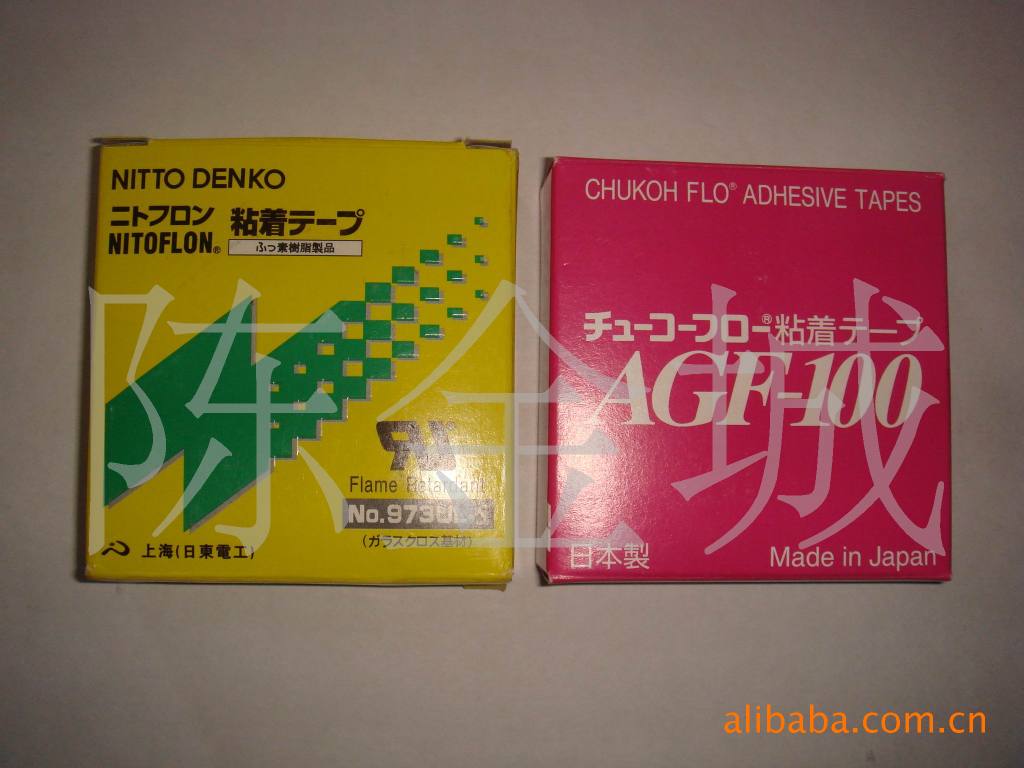 NITTO DENKO
ニトフロン 粘着テープ
NITOFLON®
ふっ素樹脂製品
Flame Retardant
No.973UL-S
(ガラスクロス基材)
上海(日東電工)
CHUKOH FLO® ADHESIVE TAPES
チューコーフロー®粘着テープ
AGF-100
日本製 Made in Japan
陈金城
alibaba.com.cn